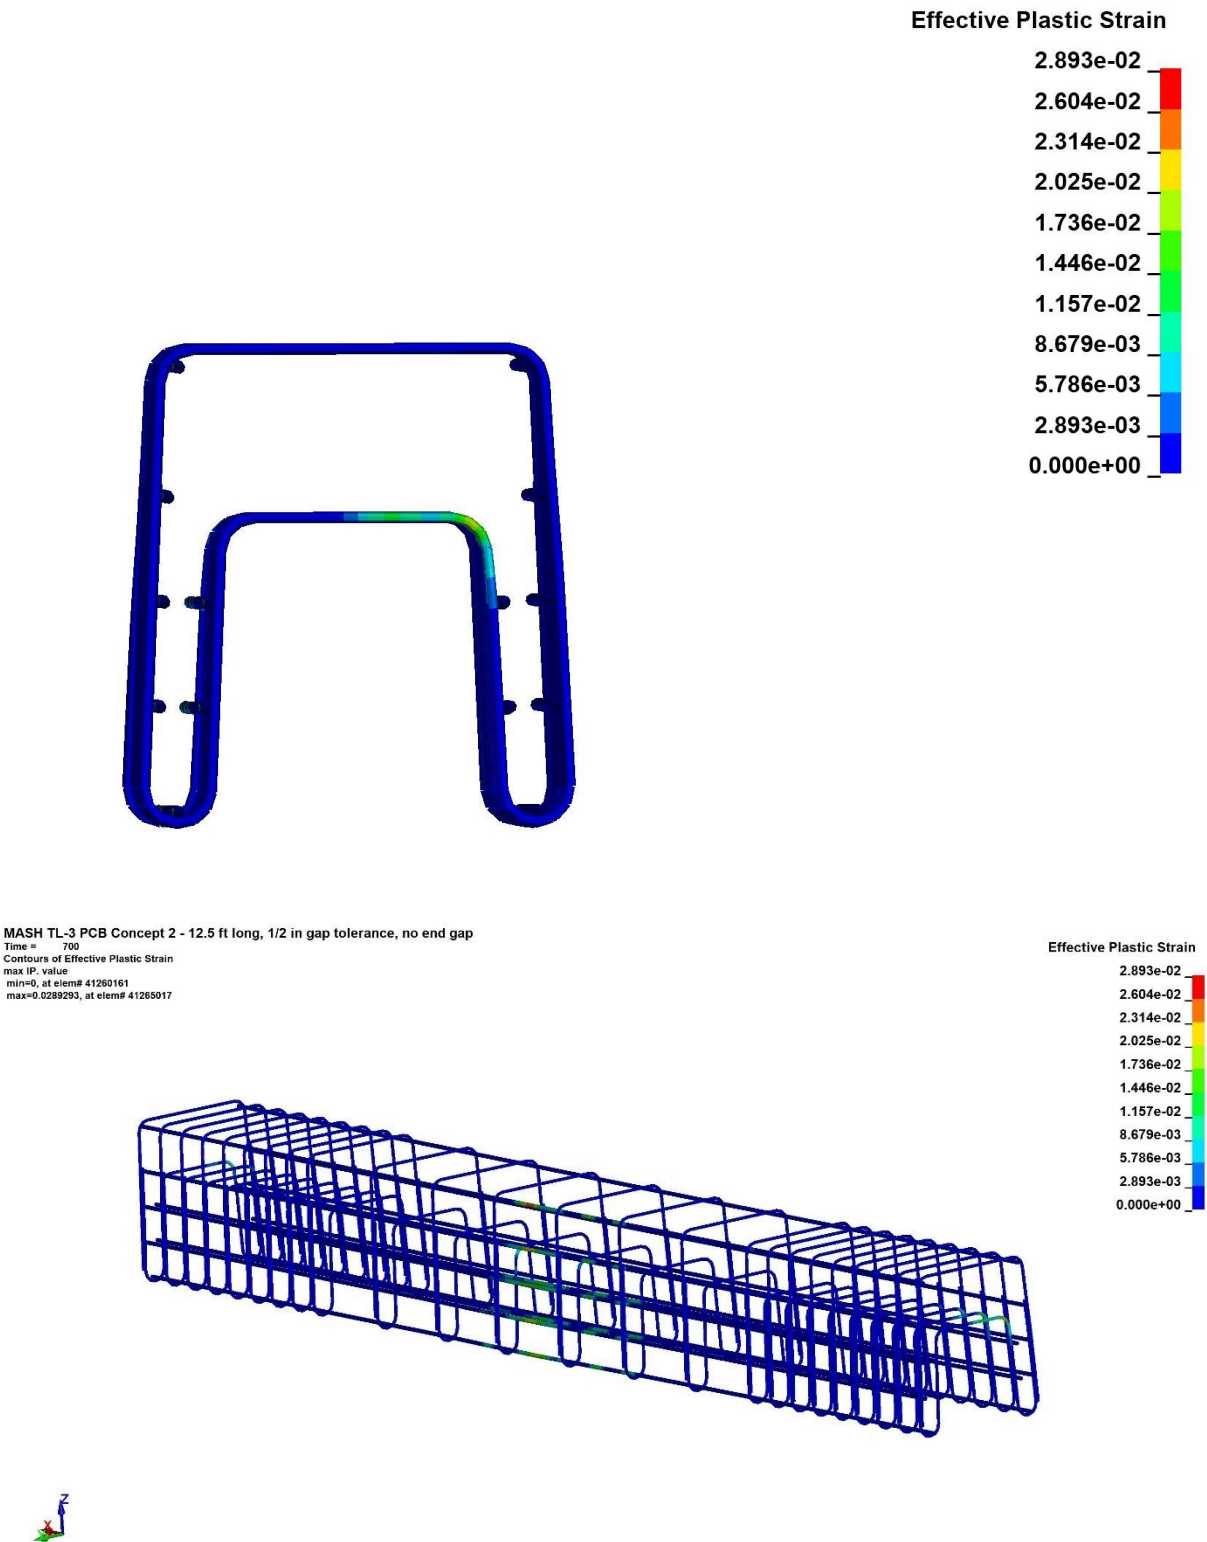 Effective Plastic Strain
2.893e-02
2.604e-02
2.314e-02
2.025e-02
1.736e-02
1.446e-02
1.157e-02
8.679e-03
5.786e-03
2.893e-03
0.000e+00
MASH TL-3 PCB Concept 2 - 12.5 ft long, 1/2 in gap tolerance, no end gap
Time = 700
Contours of Effective Plastic Strain
max IP. value
min=0, at elem# 41260161
max=0.0289293, at elem# 41265017
Effective Plastic Strain
2.893e-02
2.604e-02
2.314e-02
2.025e-02
1.736e-02
1.446e-02
1.157e-02
8.679e-03
5.786e-03
2.893e-03
0.000e+00
Z
X